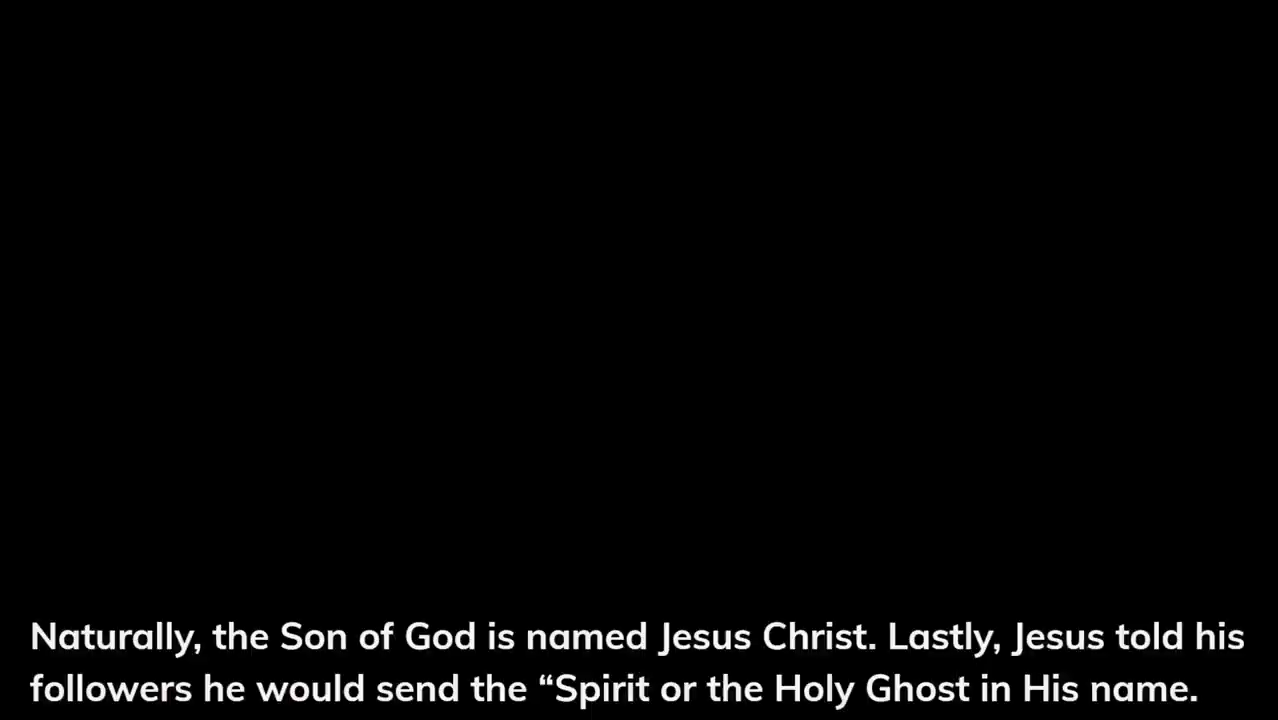 Naturally, the Son of God is named Jesus Christ. Lastly, Jesus told his
followers he would send the “Spirit or the Holy Ghost in His name.